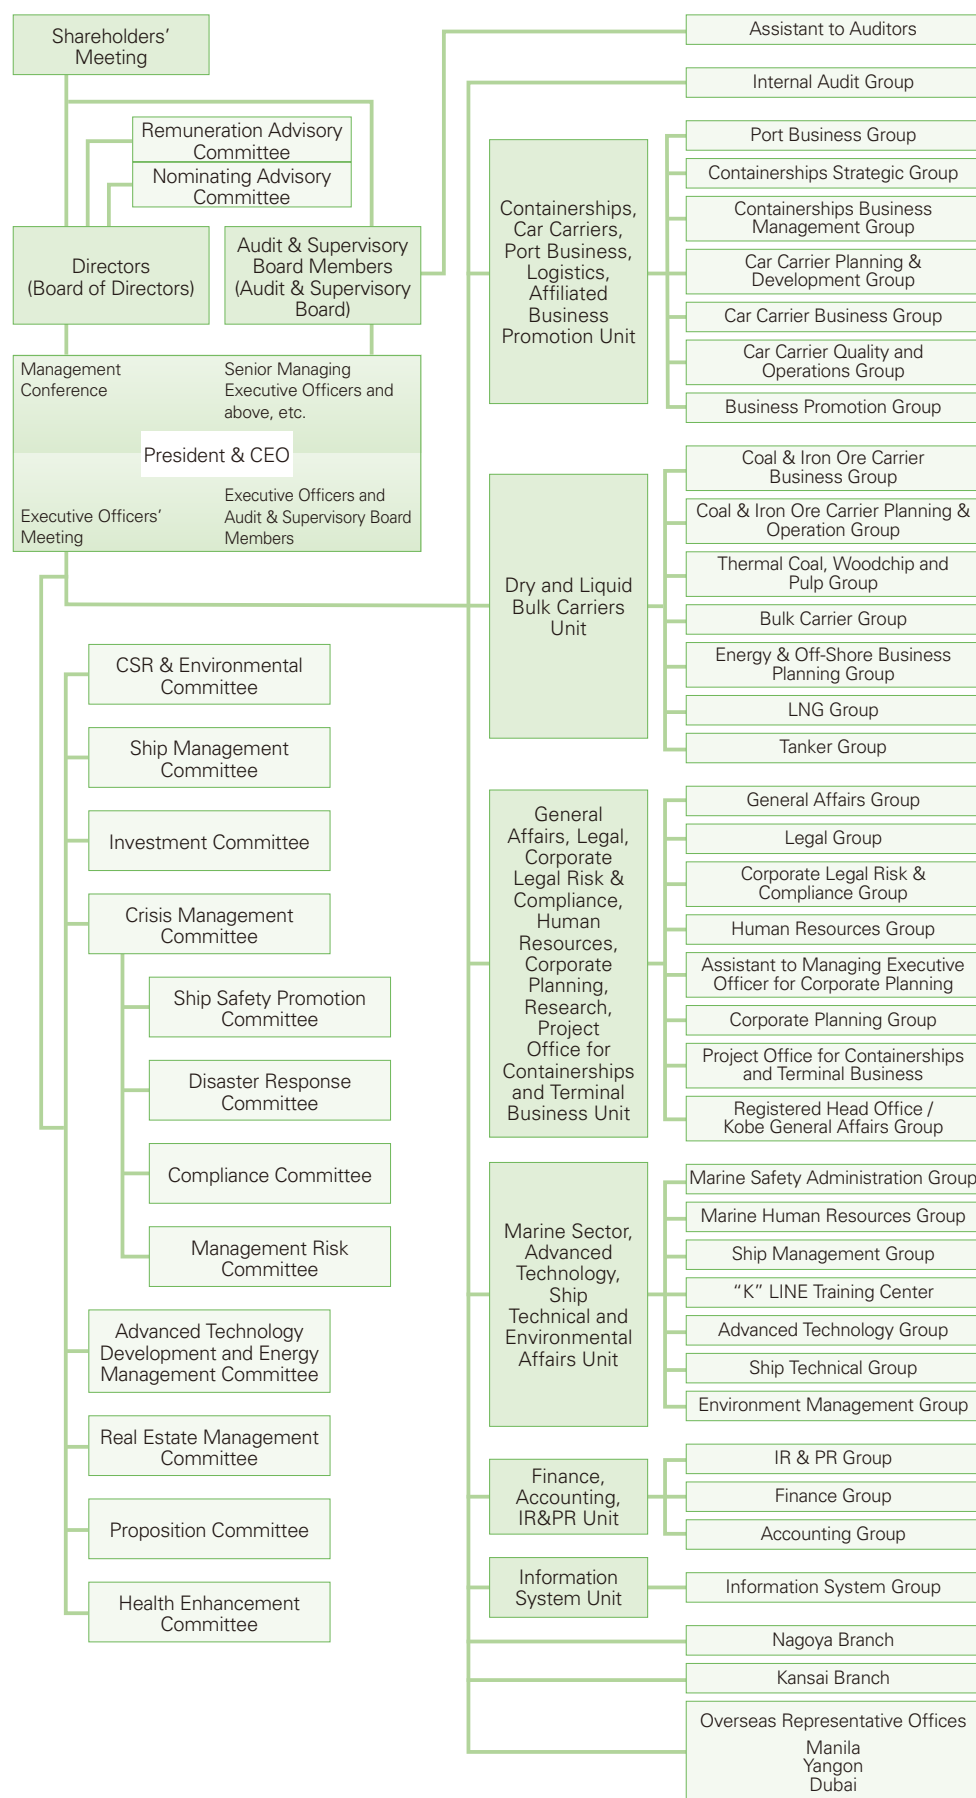 Shareholders'
Meeting
Remuneration Advisory
Committee
Nominating Advisory
Committee
Directors
(Board of Directors)
Audit & Supervisory
Board Members
(Audit & Supervisory
Board)
Management
Conference
Senior Managing
Executive Officers and
above, etc.
President & CEO
Executive Officers'
Meeting
Executive Officers and
Audit & Supervisory Board
Members
CSR & Environmental
Committee
Ship Management
Committee
Investment Committee
Crisis Management
Committee
Ship Safety Promotion
Committee
Disaster Response
Committee
Compliance Committee
Management Risk
Committee
Advanced Technology
Development and Energy
Management Committee
Real Estate Management
Committee
Proposition Committee
Health Enhancement
Committee
Assistant to Auditors
Internal Audit Group
Containerships,
Car Carriers,
Port Business,
Logistics,
Affiliated
Business
Promotion Unit
Port Business Group
Containerships Strategic Group
Containerships Business
Management Group
Car Carrier Planning &
Development Group
Car Carrier Business Group
Car Carrier Quality and
Operations Group
Business Promotion Group
Dry and Liquid
Bulk Carriers
Unit
Coal & Iron Ore Carrier
Business Group
Coal & Iron Ore Carrier Planning &
Operation Group
Thermal Coal, Woodchip and
Pulp Group
Bulk Carrier Group
Energy & Off-Shore Business
Planning Group
LNG Group
Tanker Group
General
Affairs, Legal,
Corporate
Legal Risk &
Compliance,
Human
Resources,
Corporate
Planning,
Research,
Project
Office for
Containerships
and Terminal
Business Unit
General Affairs Group
Legal Group
Corporate Legal Risk &
Compliance Group
Human Resources Group
Assistant to Managing Executive
Officer for Corporate Planning
Corporate Planning Group
Project Office for Containerships
and Terminal Business
Registered Head Office /
Kobe General Affairs Group
Marine Sector,
Advanced
Technology,
Ship
Technical and
Environmental
Affairs Unit
Marine Safety Administration Group
Marine Human Resources Group
Ship Management Group
“K” LINE Training Center
Advanced Technology Group
Ship Technical Group
Environment Management Group
Finance,
Accounting,
IR&PR Unit
IR & PR Group
Finance Group
Accounting Group
Information
System Unit
Information System Group
Nagoya Branch
Kansai Branch
Overseas Representative Offices
Manila
Yangon
Dubai